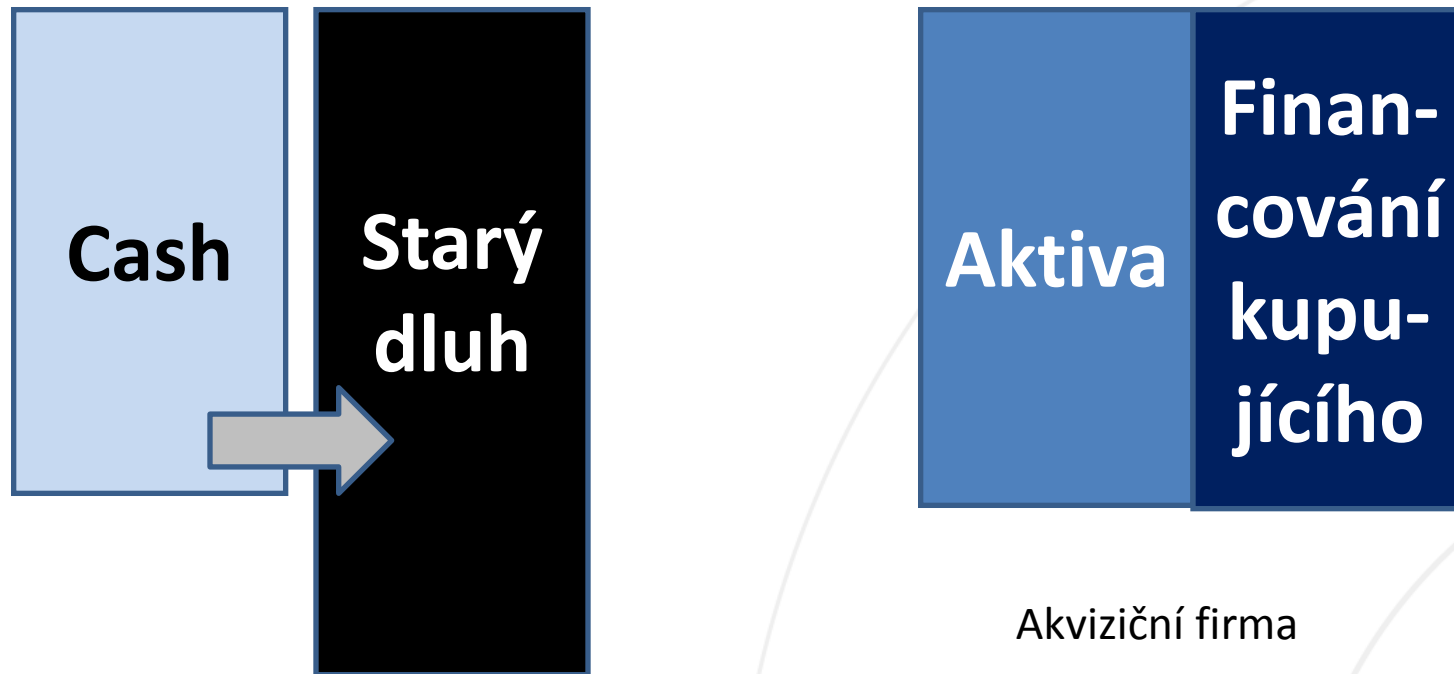 Cash
Starý
dluh
Aktiva
Finan-
cování
kupu-
jícího
Akviziční firma